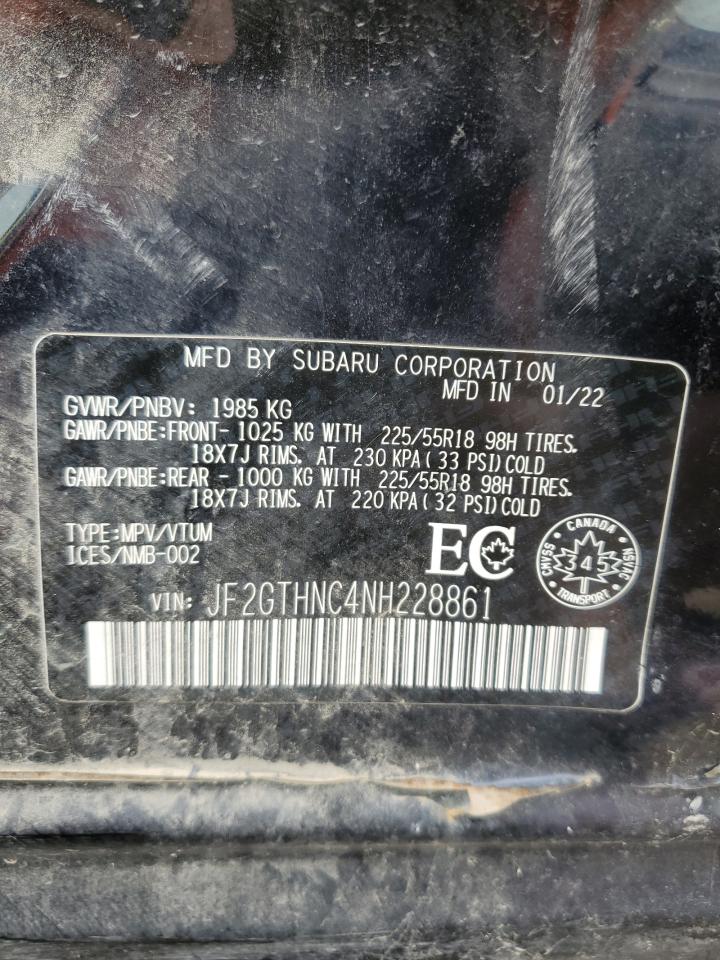 MFD BY SUBARU CORPORATION
MFD IN 01/22
GVWR/PNBV: 1985 KG
GAWR/PNBE:FRONT- 1025 KG WITH 225/55R18 98H TIRES.
18X7J RIMS. AT 230 KPA( 33 PSI)COLD
GAWR/PNBE:REAR - 1000 KG WITH 225/55R18 98H TIRES.
18X7J RIMS. AT 220 KPA( 32 PSI)COLD
TYPE:MPV/VTUM
ICES/NMB-002
EC
CANADA
CMVSS 345 NSVAC
TRANSPORT
VIN: JF2GTHNC4NH228861